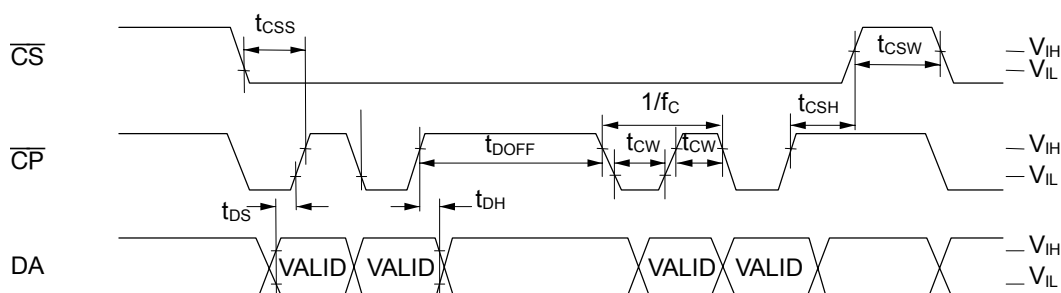 tCSS
CS
tCSW
VIH
VIL
1/fC
tCSH
CP
tDOFF
tCW
tCW
VIH
VIL
tDS
tDH
DA
VALID
VALID
VALID
VALID
VIH
VIL